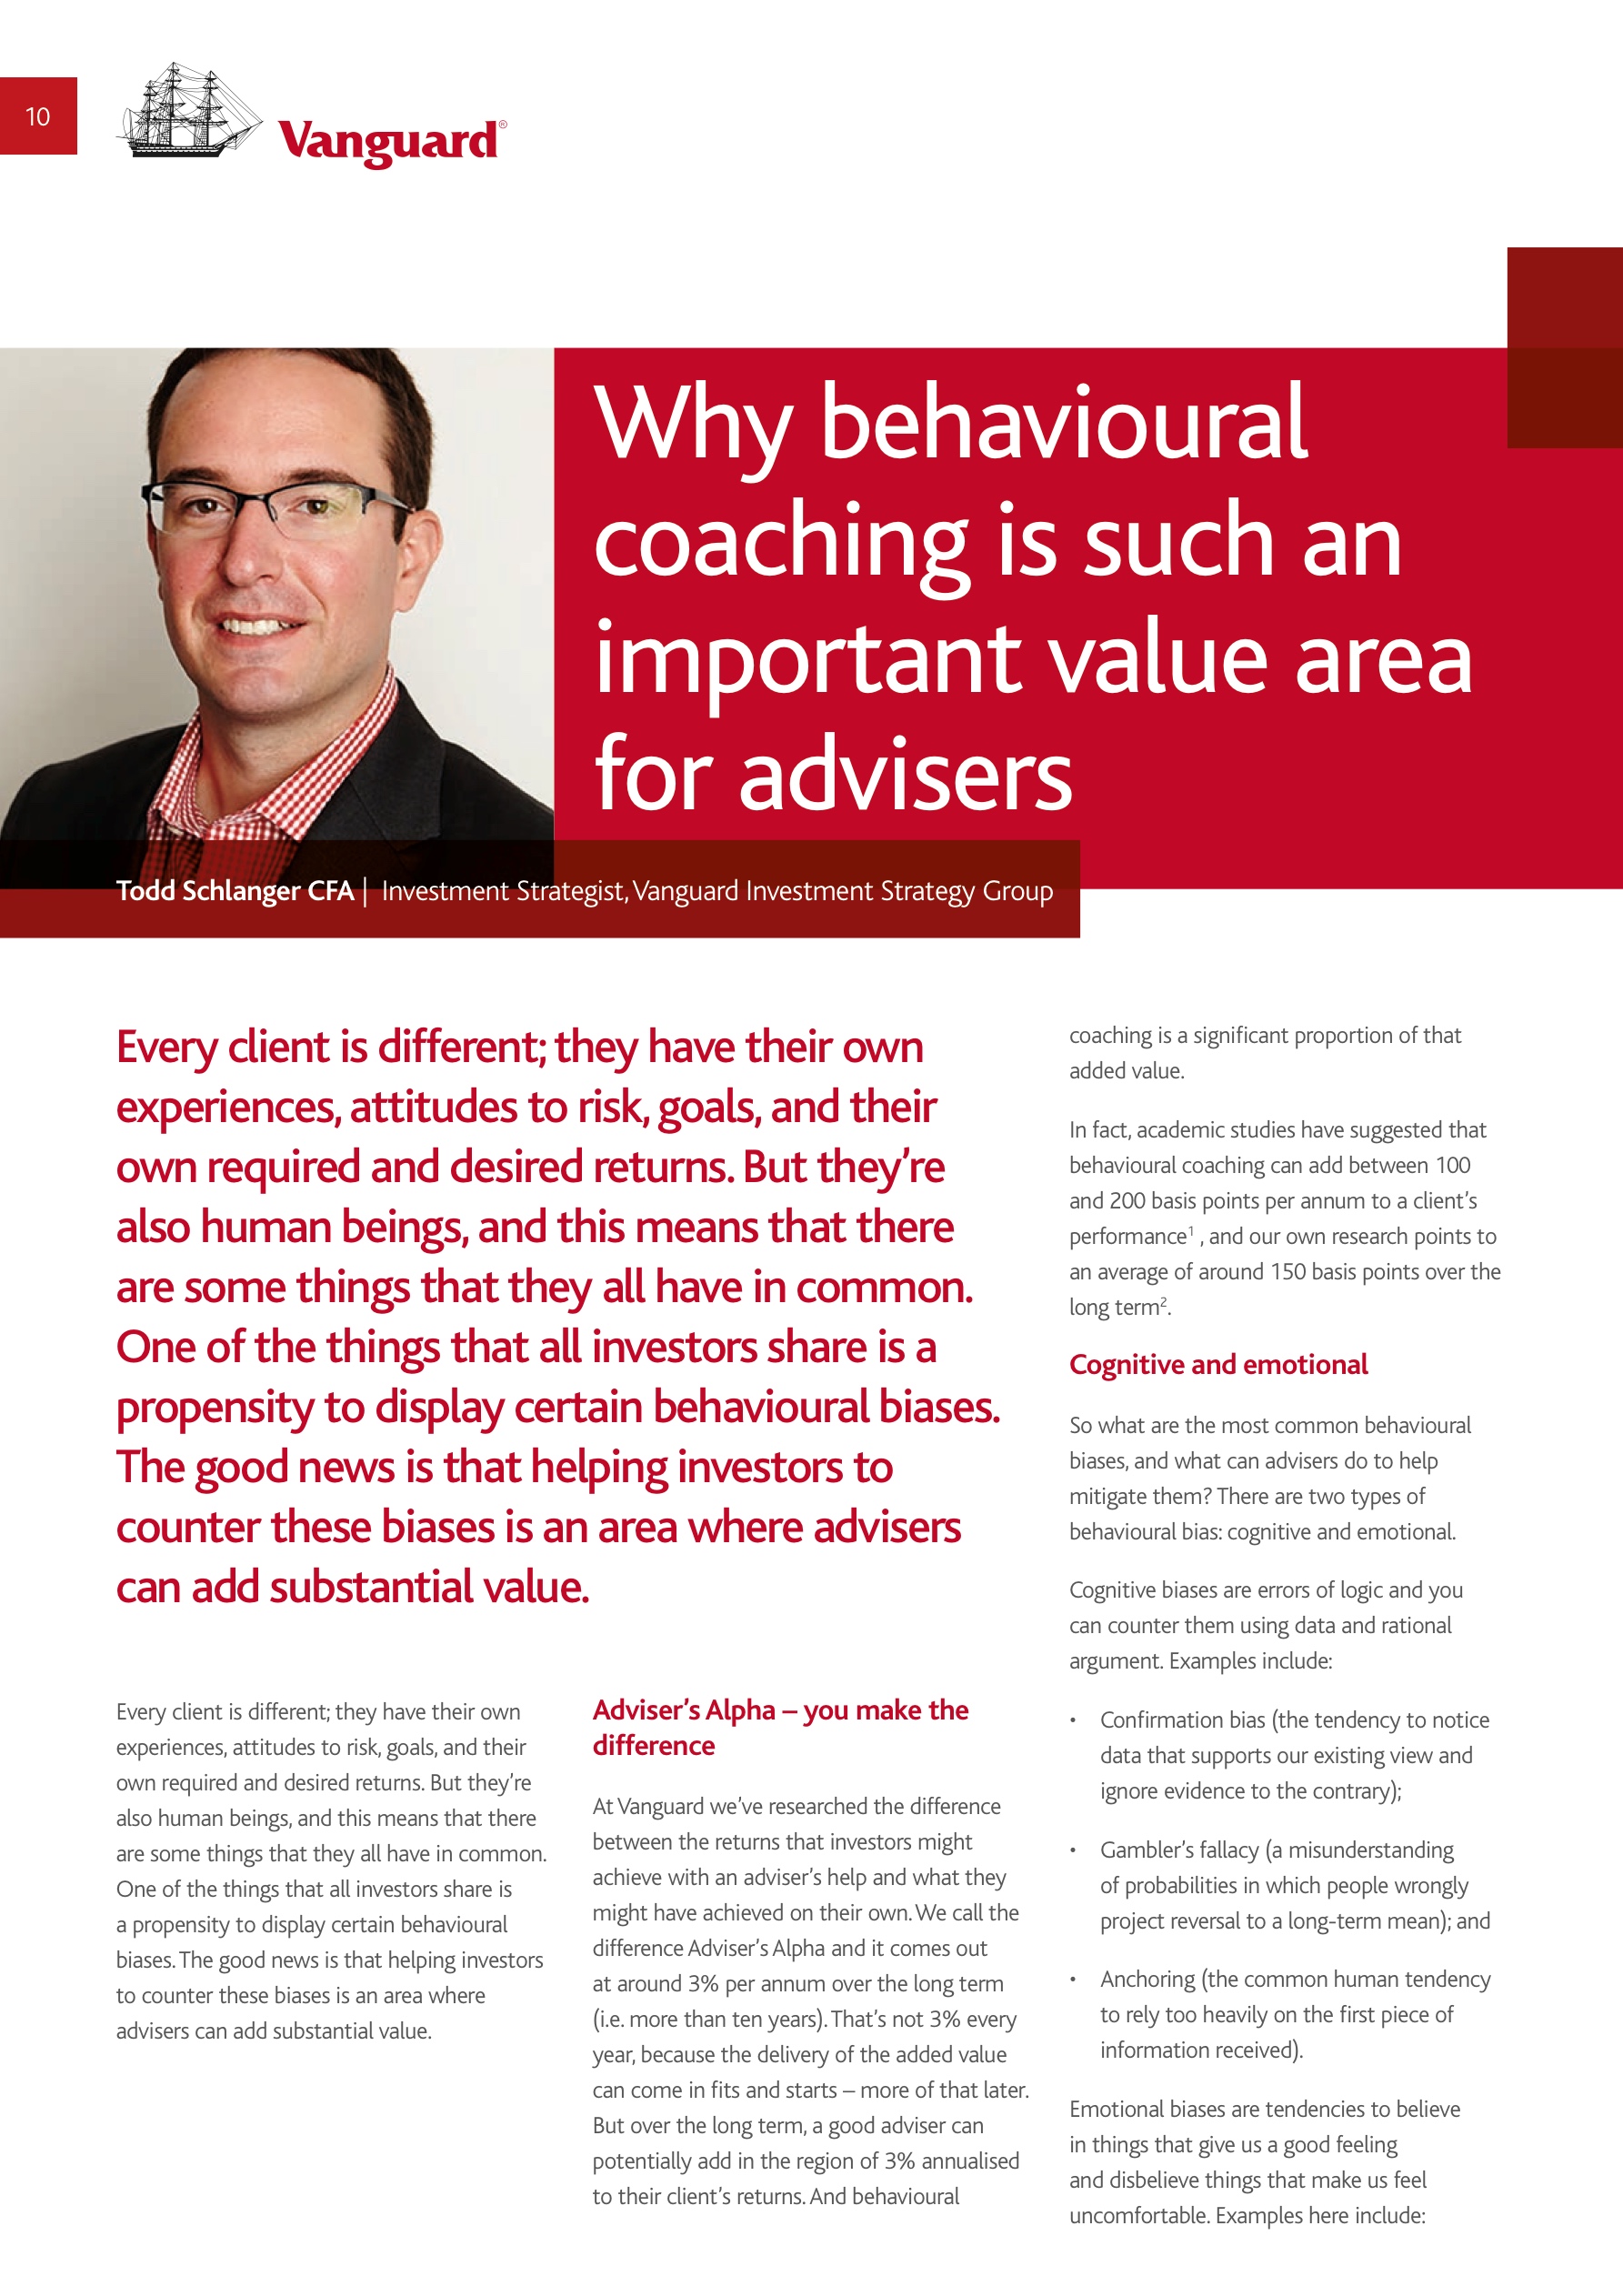 10
Vanguard®
Why behavioural
coaching is such an
important value area
for advisers
Todd Schlanger CFA | Investment Strategist, Vanguard Investment Strategy Group
Every client is different; they have their own
experiences, attitudes to risk, goals, and their
own required and desired returns. But they’re
also human beings, and this means that there
are some things that they all have in common.
One of the things that all investors share is a
propensity to display certain behavioural biases.
The good news is that helping investors to
counter these biases is an area where advisers
can add substantial value.
Every client is different; they have their own
experiences, attitudes to risk, goals, and their
own required and desired returns. But they’re
also human beings, and this means that there
are some things that they all have in common.
One of the things that all investors share is
a propensity to display certain behavioural
biases. The good news is that helping investors
to counter these biases is an area where
advisers can add substantial value.
Adviser’s Alpha – you make the
difference
At Vanguard we’ve researched the difference
between the returns that investors might
achieve with an adviser’s help and what they
might have achieved on their own. We call the
difference Adviser’s Alpha and it comes out
at around 3% per annum over the long term
(i.e. more than ten years). That’s not 3% every
year, because the delivery of the added value
can come in fits and starts – more of that later.
But over the long term, a good adviser can
potentially add in the region of 3% annualised
to their client’s returns. And behavioural
coaching is a significant proportion of that
added value.
In fact, academic studies have suggested that
behavioural coaching can add between 100
and 200 basis points per annum to a client’s
performance¹ , and our own research points to
an average of around 150 basis points over the
long term².
Cognitive and emotional
So what are the most common behavioural
biases, and what can advisers do to help
mitigate them? There are two types of
behavioural bias: cognitive and emotional.
Cognitive biases are errors of logic and you
can counter them using data and rational
argument. Examples include:
• Confirmation bias (the tendency to notice
data that supports our existing view and
ignore evidence to the contrary);
• Gambler’s fallacy (a misunderstanding
of probabilities in which people wrongly
project reversal to a long-term mean); and
• Anchoring (the common human tendency
to rely too heavily on the first piece of
information received).
Emotional biases are tendencies to believe
in things that give us a good feeling
and disbelieve things that make us feel
uncomfortable. Examples here include: